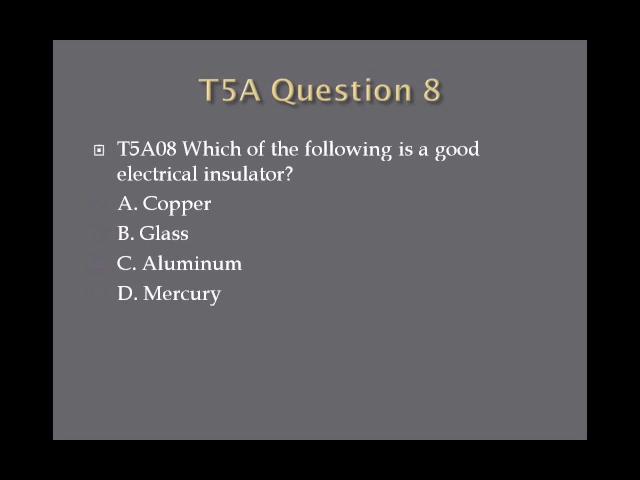 T5A Question 8
T5A08 Which of the following is a good
electrical insulator?
A. Copper
B. Glass
C. Aluminum
D. Mercury